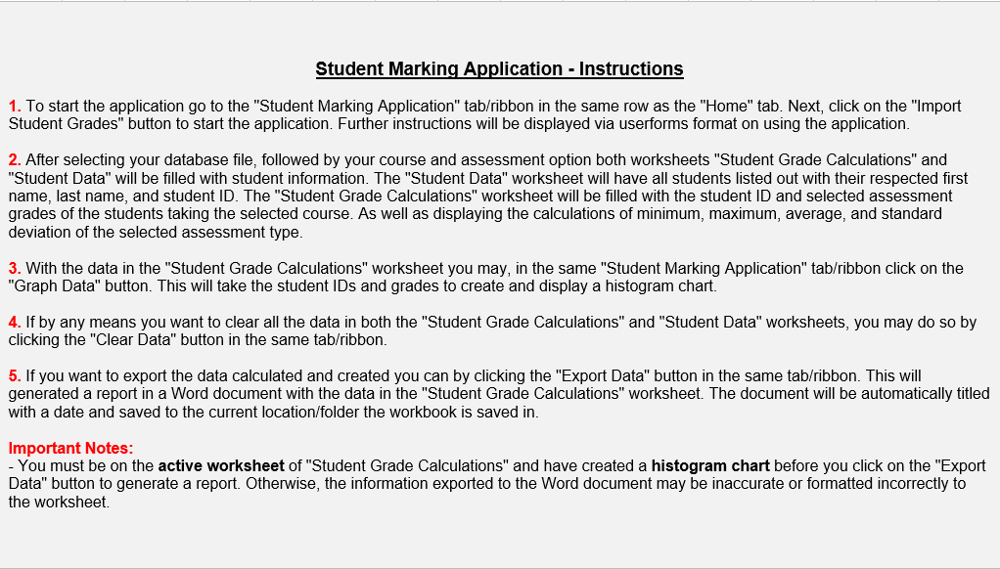 Student Marking Application - Instructions
1. To start the application go to the "Student Marking Application" tab/ribbon in the same row as the "Home" tab. Next, click on the "Import
Student Grades" button to start the application. Further instructions will be displayed via userforms format on using the application.
2. After selecting your database file, followed by your course and assessment option both worksheets "Student Grade Calculations" and
"Student Data" will be filled with student information. The "Student Data" worksheet will have all students listed out with their respected first
name, last name, and student ID. The "Student Grade Calculations" worksheet will be filled with the student ID and selected assessment
grades of the students taking the selected course. As well as displaying the calculations of minimum, maximum, average, and standard
deviation of the selected assessment type.
3. With the data in the "Student Grade Calculations" worksheet you may, in the same "Student Marking Application" tab/ribbon click on the
"Graph Data" button. This will take the student IDs and grades to create and display a histogram chart.
4. If by any means you want to clear all the data in both the "Student Grade Calculations" and "Student Data" worksheets, you may do so by
clicking the "Clear Data" button in the same tab/ribbon.
5. If you want to export the data calculated and created you can by clicking the "Export Data" button in the same tab/ribbon. This will
generated a report in a Word document with the data in the "Student Grade Calculations" worksheet. The document will be automatically titled
with a date and saved to the current location/folder the workbook is saved in.
Important Notes:
- You must be on the active worksheet of "Student Grade Calculations" and have created a histogram chart before you click on the "Export
Data" button to generate a report. Otherwise, the information exported to the Word document may be inaccurate or formatted incorrectly to
the worksheet.